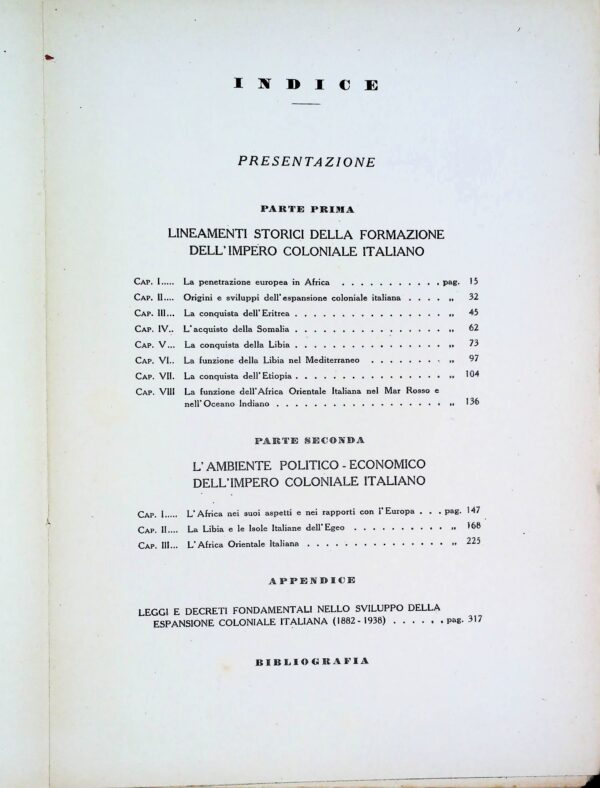 INDICE
PRESENTAZIONE
PARTE PRIMA
LINEAMENTI STORICI DELLA FORMAZIONE
DELL'IMPERO COLONIALE ITALIANO
CAP. I..... La penetrazione europea in Africa . . . . . . . . . . . pag. 15
CAP. II.... Origini e sviluppi dell'espansione coloniale italiana . . . . „ 32
CAP. III... La conquista dell'Eritrea . . . . . . . . . . . . . . . „ 45
CAP. IV.. L'acquisto della Somalia . . . . . . . . . . . . . . . „ 62
CAP. V... La conquista della Libia . . . . . . . . . . . . . . . „ 73
CAP. VI.. La funzione della Libia nel Mediterraneo . . . . . . . „ 97
CAP. VII. La conquista dell'Etiopia . . . . . . . . . . . . . . . „ 104
CAP. VIII La funzione dell'Africa Orientale Italiana nel Mar Rosso e
nell'Oceano Indiano . . . . . . . . . . . . . . . . „ 136
PARTE SECONDA
L'AMBIENTE POLITICO - ECONOMICO
DELL'IMPERO COLONIALE ITALIANO
CAP. I..... L'Africa nei suoi aspetti e nei rapporti con l'Europa . . . pag. 147
CAP. II.... La Libia e le Isole Italiane dell'Egeo . . . . . . . . . . „ 168
CAP. III... L'Africa Orientale Italiana . . . . . . . . . . . . . . „ 225
APPENDICE
LEGGI E DECRETI FONDAMENTALI NELLO SVILUPPO DELLA
ESPANSIONE COLONIALE ITALIANA (1882 - 1938) . . . . . . pag. 317
BIBLIOGRAFIA